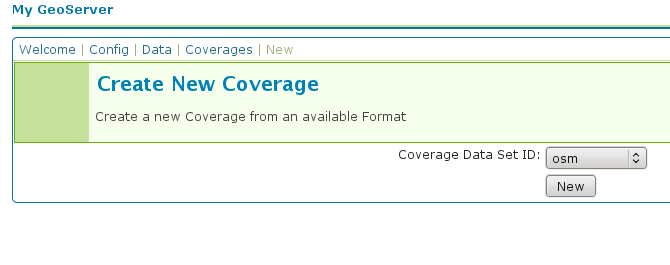 My GeoServer
Welcome | Config | Data | Coverages | New
Create New Coverage
Create a new Coverage from an available Format
Coverage Data Set ID: osm
New